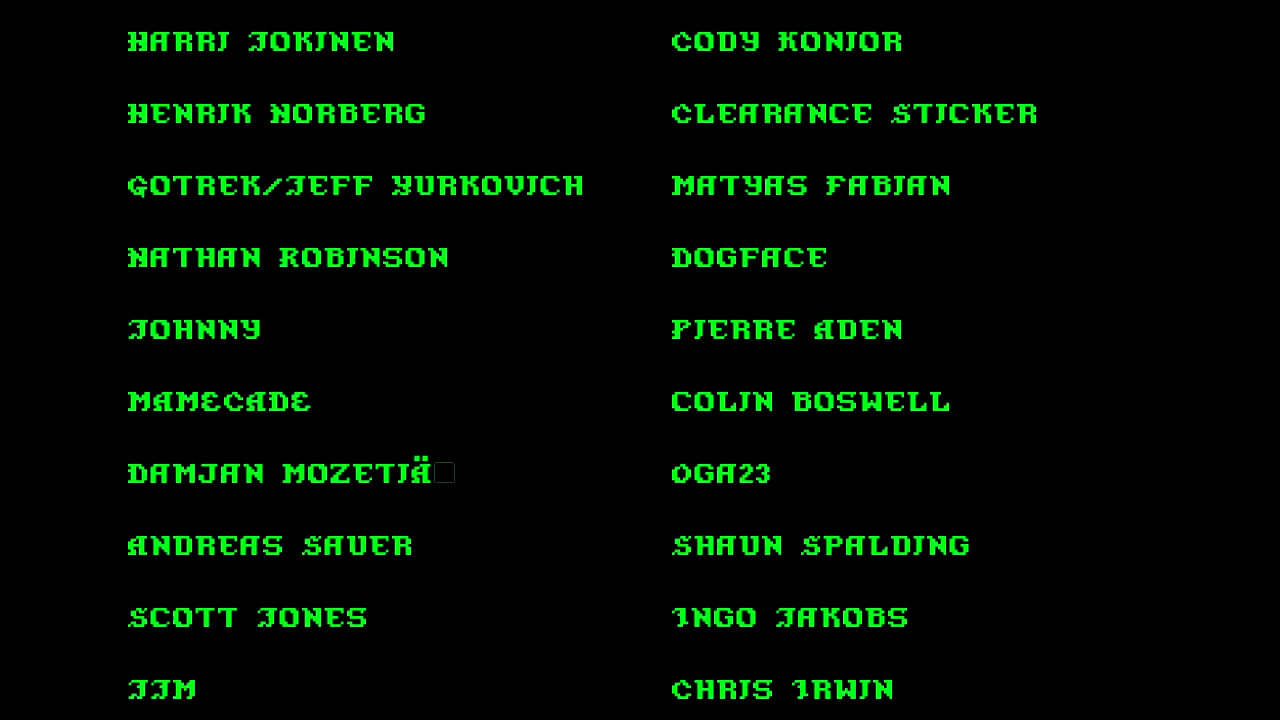 HARRI JOKINEN
HENRIK NORBERG
GOTREK/JEFF YURKOVICH
NATHAN ROBINSON
JOHNNY
MAMECADE
DAMJAN MOZETIÄ□
ANDREAS SAUER
SCOTT JONES
JJM
CODY KONIOR
CLEARANCE STICKER
MATYAS FABIAN
DOGFACE
PIERRE ADEN
COLIN BOSWELL
OGA23
SHAUN SPALDING
INGO JAKOBS
CHRIS IRWIN